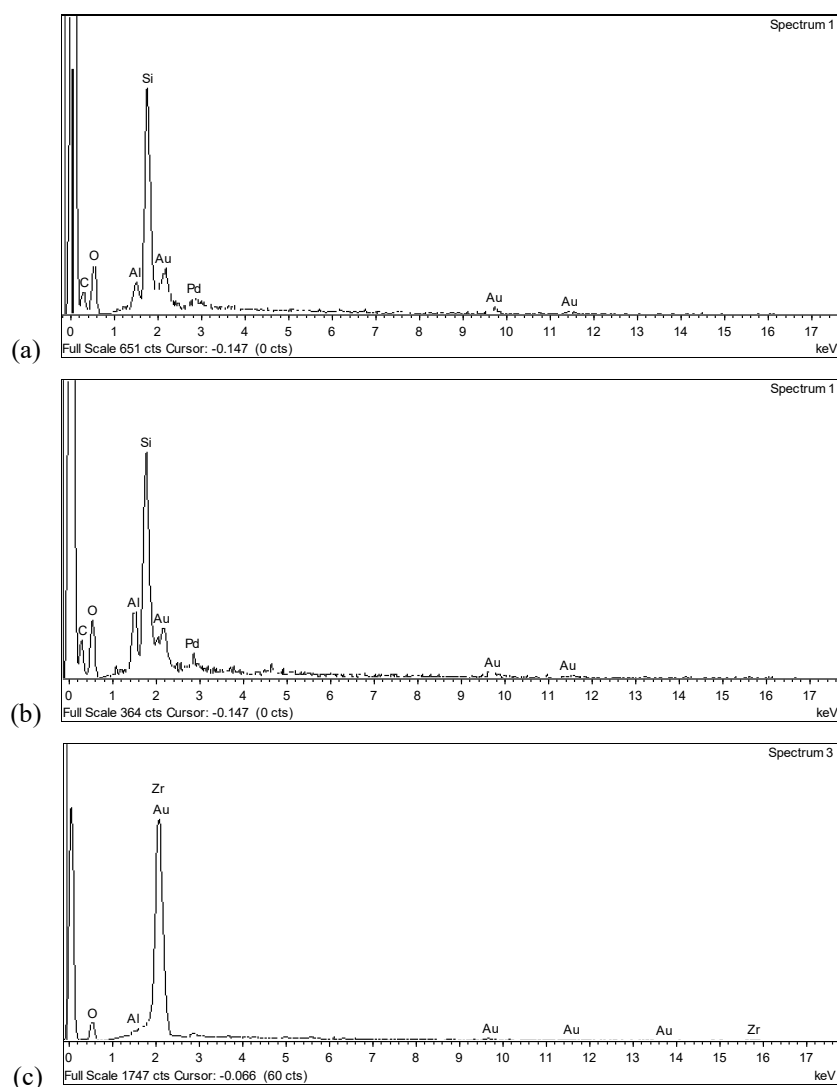 Spectrum 1
Si
O
C
Al
Au
Pd
Au
Au
0 1 2 3 4 5 6 7 8 9 10 11 12 13 14 15 16 17
(a)
Full Scale 651 cts Cursor: -0.147 (0 cts)
keV
Spectrum 1
Si
Al
O
C
Au
Pd
Au
Au
0 1 2 3 4 5 6 7 8 9 10 11 12 13 14 15 16 17
(b)
Full Scale 364 cts Cursor: -0.147 (0 cts)
keV
Spectrum 3
Zr
Au
O
Al
Au
Au
Au
Zr
0 1 2 3 4 5 6 7 8 9 10 11 12 13 14 15 16 17
(c)
Full Scale 1747 cts Cursor: -0.066 (60 cts)
keV